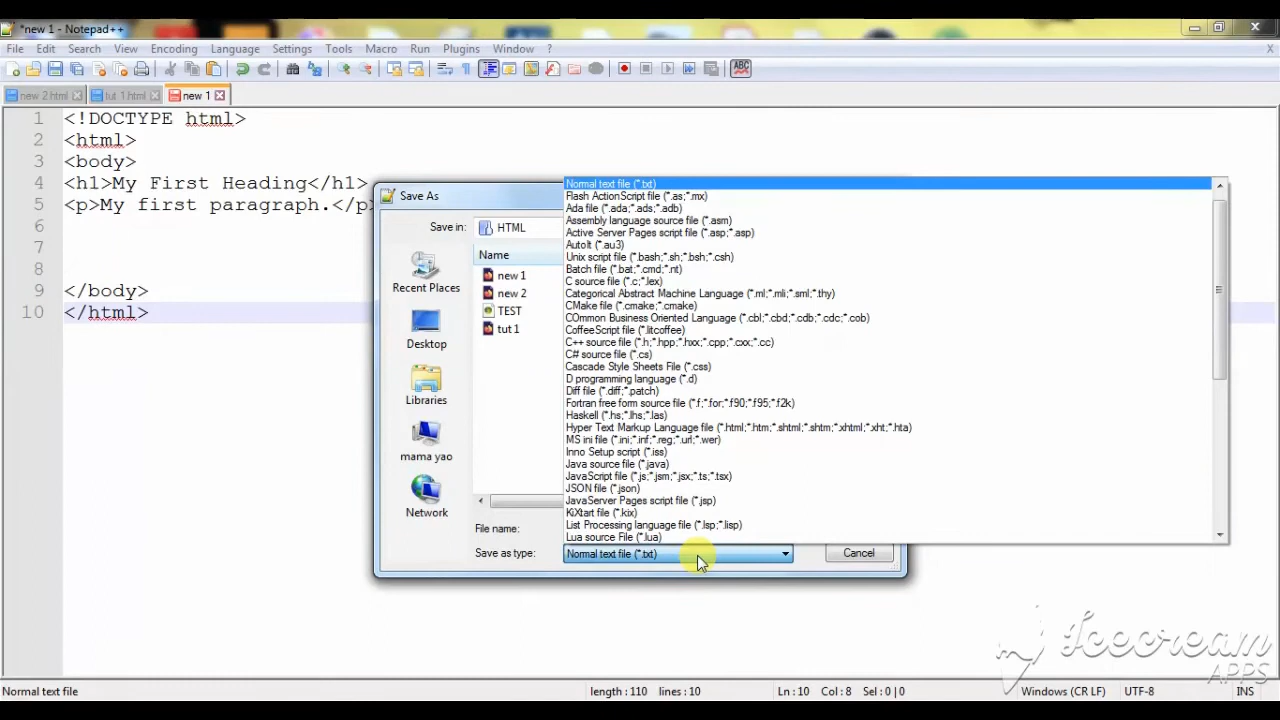 *new 1 - Notepad++
File Edit Search View Encoding Language Settings Tools Macro Run Plugins Window ? X
ABC
new 2.html tut 1.html new 1
1 <!DOCTYPE html>
2 <html>
3 <body>
4 <h1>My First Heading</h1>
5 <p>My first paragraph.</p
6
7
8
9 </body>
10 </html>
Save As
Save in: HTML
Name
Recent Places
Desktop
Libraries
mama yao
Network
new 1
new 2
TEST
tut 1
Normal text file (*.txt)
Flash ActionScript file (*.as;*.mx)
Ada file (*.ada;*.ads;*.adb)
Assembly language source file (*.asm)
Active Server Pages script file (*.asp;*.asp)
AutoIt (*.au3)
Unix script file (*.bash;*.sh;*.bsh;*.csh)
Batch file (*.bat;*.cmd;*.nt)
C source file (*.c;*.lex)
Categorical Abstract Machine Language (*.ml;*.mli;*.sml;*.thy)
CMake file (*.cmake;*.cmake)
COmmon Business Oriented Language (*.cbl;*.cbd;*.cdb;*.cdc;*.cob)
CoffeeScript file (*.litcoffee)
C++ source file (*.h;*.hpp;*.hxx;*.cpp;*.cxx;*.cc)
C# source file (*.cs)
Cascade Style Sheets File (*.css)
D programming language (*.d)
Diff file (*.diff;*.patch)
Fortran free form source file (*.f;*.for;*.f90;*.f95;*.f2k)
Haskell (*.hs;*.lhs;*.las)
Hyper Text Markup Language file (*.html;*.htm;*.shtml;*.shtm;*.xhtml;*.xht;*.hta)
MS ini file (*.ini;*.inf;*.reg;*.url;*.wer)
Inno Setup script (*.iss)
Java source file (*.java)
JavaScript file (*.js;*.jsm;*.jsx;*.ts;*.tsx)
JSON file (*.json)
JavaServer Pages script file (*.jsp)
KiXtart file (*.kix)
List Processing language file (*.lsp;*.lisp)
Lua source File (*.lua)
File name:
Save as type: Normal text file (*.txt) Cancel
Icecream
APPS
Normal text file length : 110 lines : 10 Ln : 10 Col : 8 Sel : 0 | 0 Windows (CR LF) UTF-8 INS